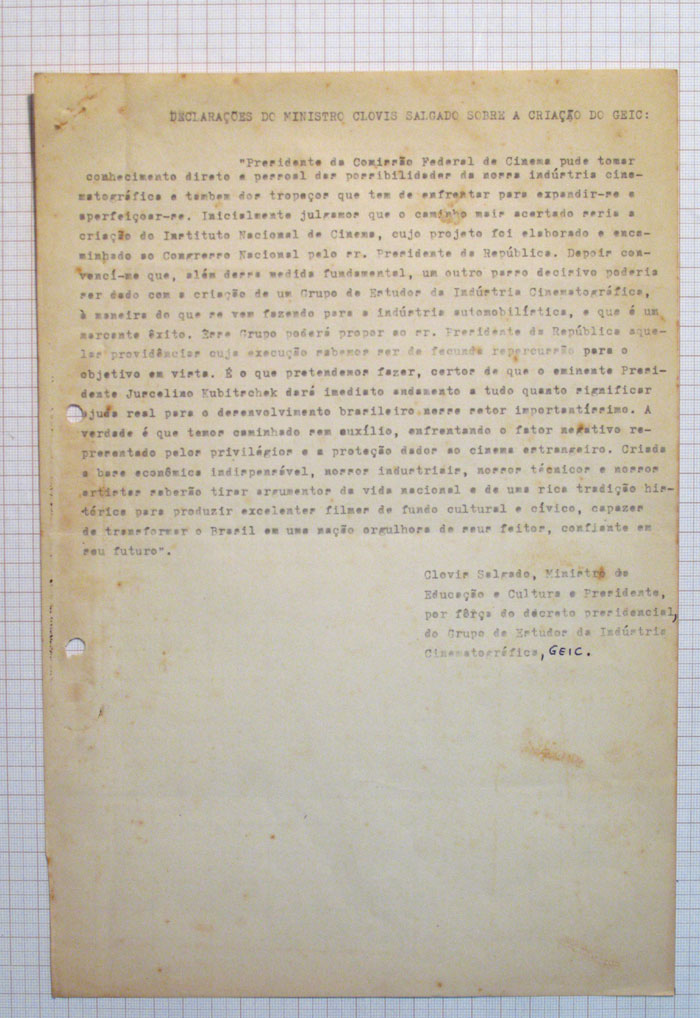 DECLARAÇÕES DO MINISTRO CLOVIS SALGADO SOBRE A CRIAÇÃO DO GEIC:
"Presidente da Comissão Federal de Cinema pude tomar
conhecimento direto e pessoal das possibilidades da nossa indústria cine-
matográfica e tambem dos tropeços que tem de enfrentar para expandir-se e
aperfeiçoar-se. Inicialmente julgamos que o caminho mais acertado seria a
criação do Instituto Nacional de Cinema, cujo projeto foi elaborado e enca-
minhado ao Congresso Nacional pelo sr. Presidente da República. Depois con-
vencí-me que, além dessa medida fundamental, um outro passo decisivo poderia
ser dado com a criação de um Grupo de Estudos da Indústria Cinematográfica,
à maneira do que se vem fazendo para a indústria automobilística, e que é um
marcante êxito. Êsse Grupo poderá propor ao sr. Presidente da República aque-
las providências cuja execução sabemos ser de fecunda repercussão para o
objetivo em vista. É o que pretendemos fazer, certos de que o eminente Presi-
dente Juscelino Kubitschek dará imediato andamento a tudo quanto significar
ajuda real para o desenvolvimento brasileiro nesse setor importantíssimo. A
verdade é que temos caminhado sem auxílio, enfrentando o fator negativo re-
presentado pelos privilégios e a proteção dados ao cinema estrangeiro. Criada
a base econômica indispensável, nossos industriais, nossos técnicos e nossos
artistas saberão tirar argumentos da vida nacional e de uma rica tradição his-
tórica para produzir excelentes filmes de fundo cultural e cívico, capazes
de transformar o Brasil em uma nação orgulhosa de seus feitos, confiante em
seu futuro".
Clovis Salgado, Ministro da
Educação e Cultura e Presidente,
por fôrça do decreto presidencial,
do Grupo de Estudos da Indústria
Cinematográfica, GEIC.